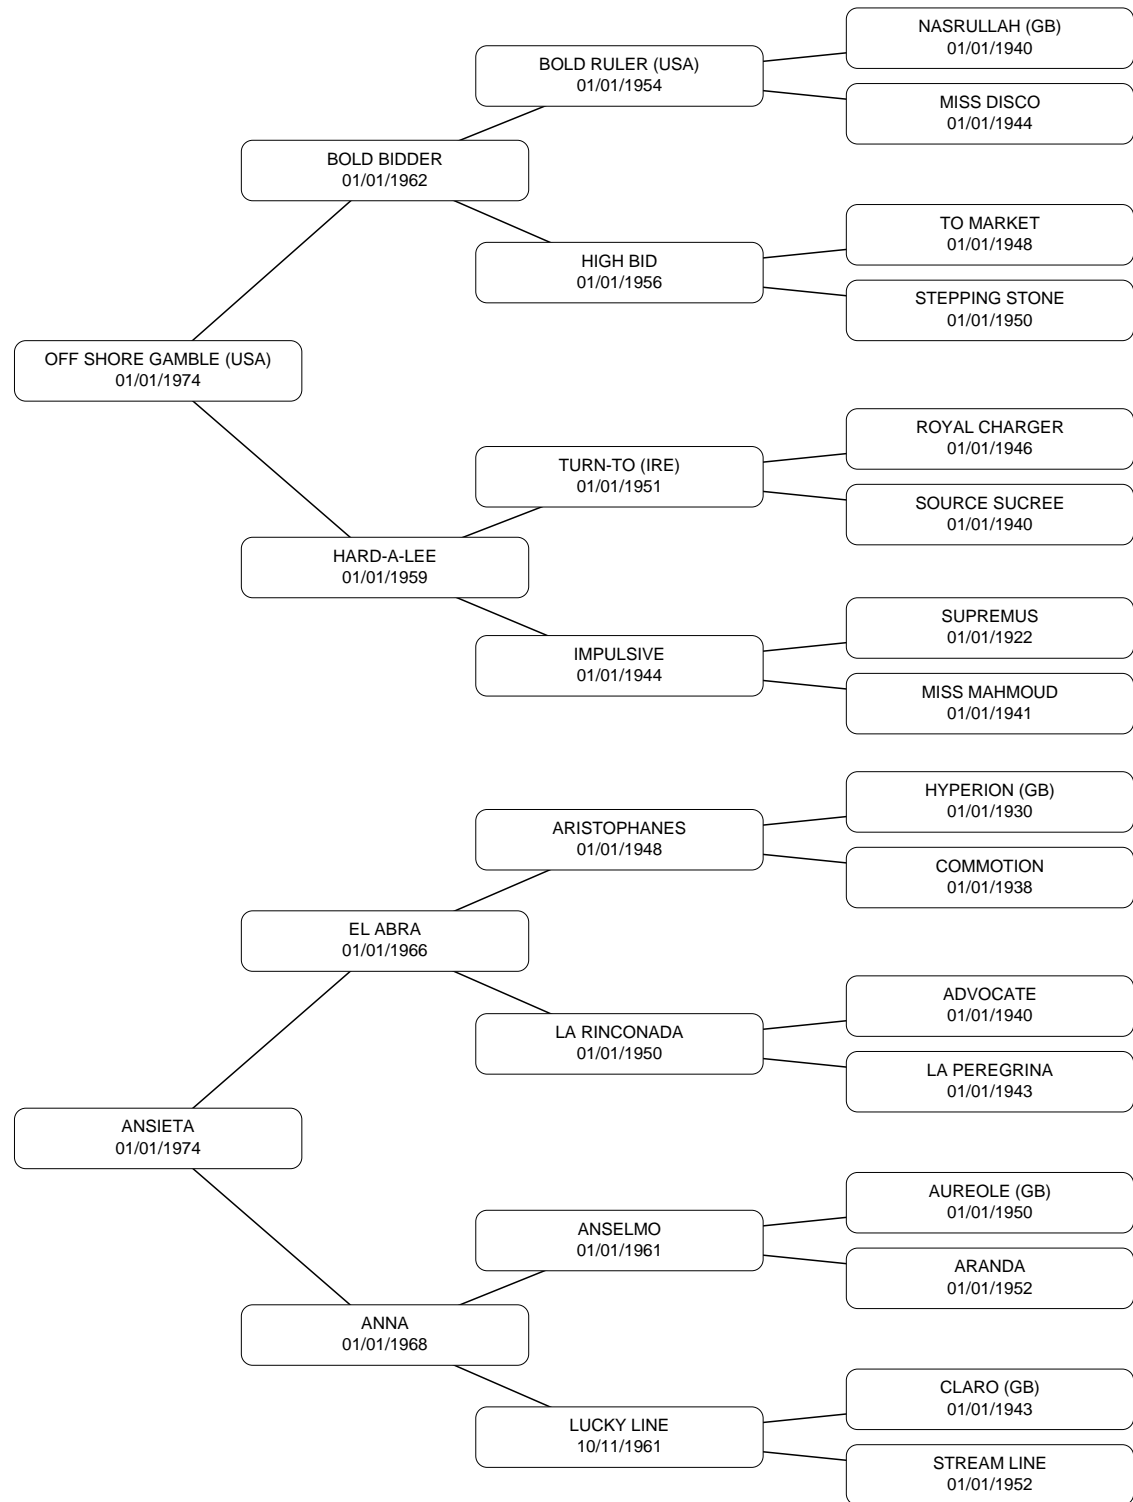 NASRULLAH (GB)
01/01/1940
BOLD RULER (USA)
01/01/1954
MISS DISCO
01/01/1944
BOLD BIDDER
01/01/1962
TO MARKET
01/01/1948
HIGH BID
01/01/1956
STEPPING STONE
01/01/1950
OFF SHORE GAMBLE (USA)
01/01/1974
ROYAL CHARGER
01/01/1946
TURN-TO (IRE)
01/01/1951
SOURCE SUCREE
01/01/1940
HARD-A-LEE
01/01/1959
SUPREMUS
01/01/1922
IMPULSIVE
01/01/1944
MISS MAHMOUD
01/01/1941
HYPERION (GB)
01/01/1930
ARISTOPHANES
01/01/1948
COMMOTION
01/01/1938
EL ABRA
01/01/1966
ADVOCATE
01/01/1940
LA RINCONADA
01/01/1950
LA PEREGRINA
01/01/1943
ANSIETA
01/01/1974
AUREOLE (GB)
01/01/1950
ANSELMO
01/01/1961
ARANDA
01/01/1952
ANNA
01/01/1968
CLARO (GB)
01/01/1943
LUCKY LINE
10/11/1961
STREAM LINE
01/01/1952